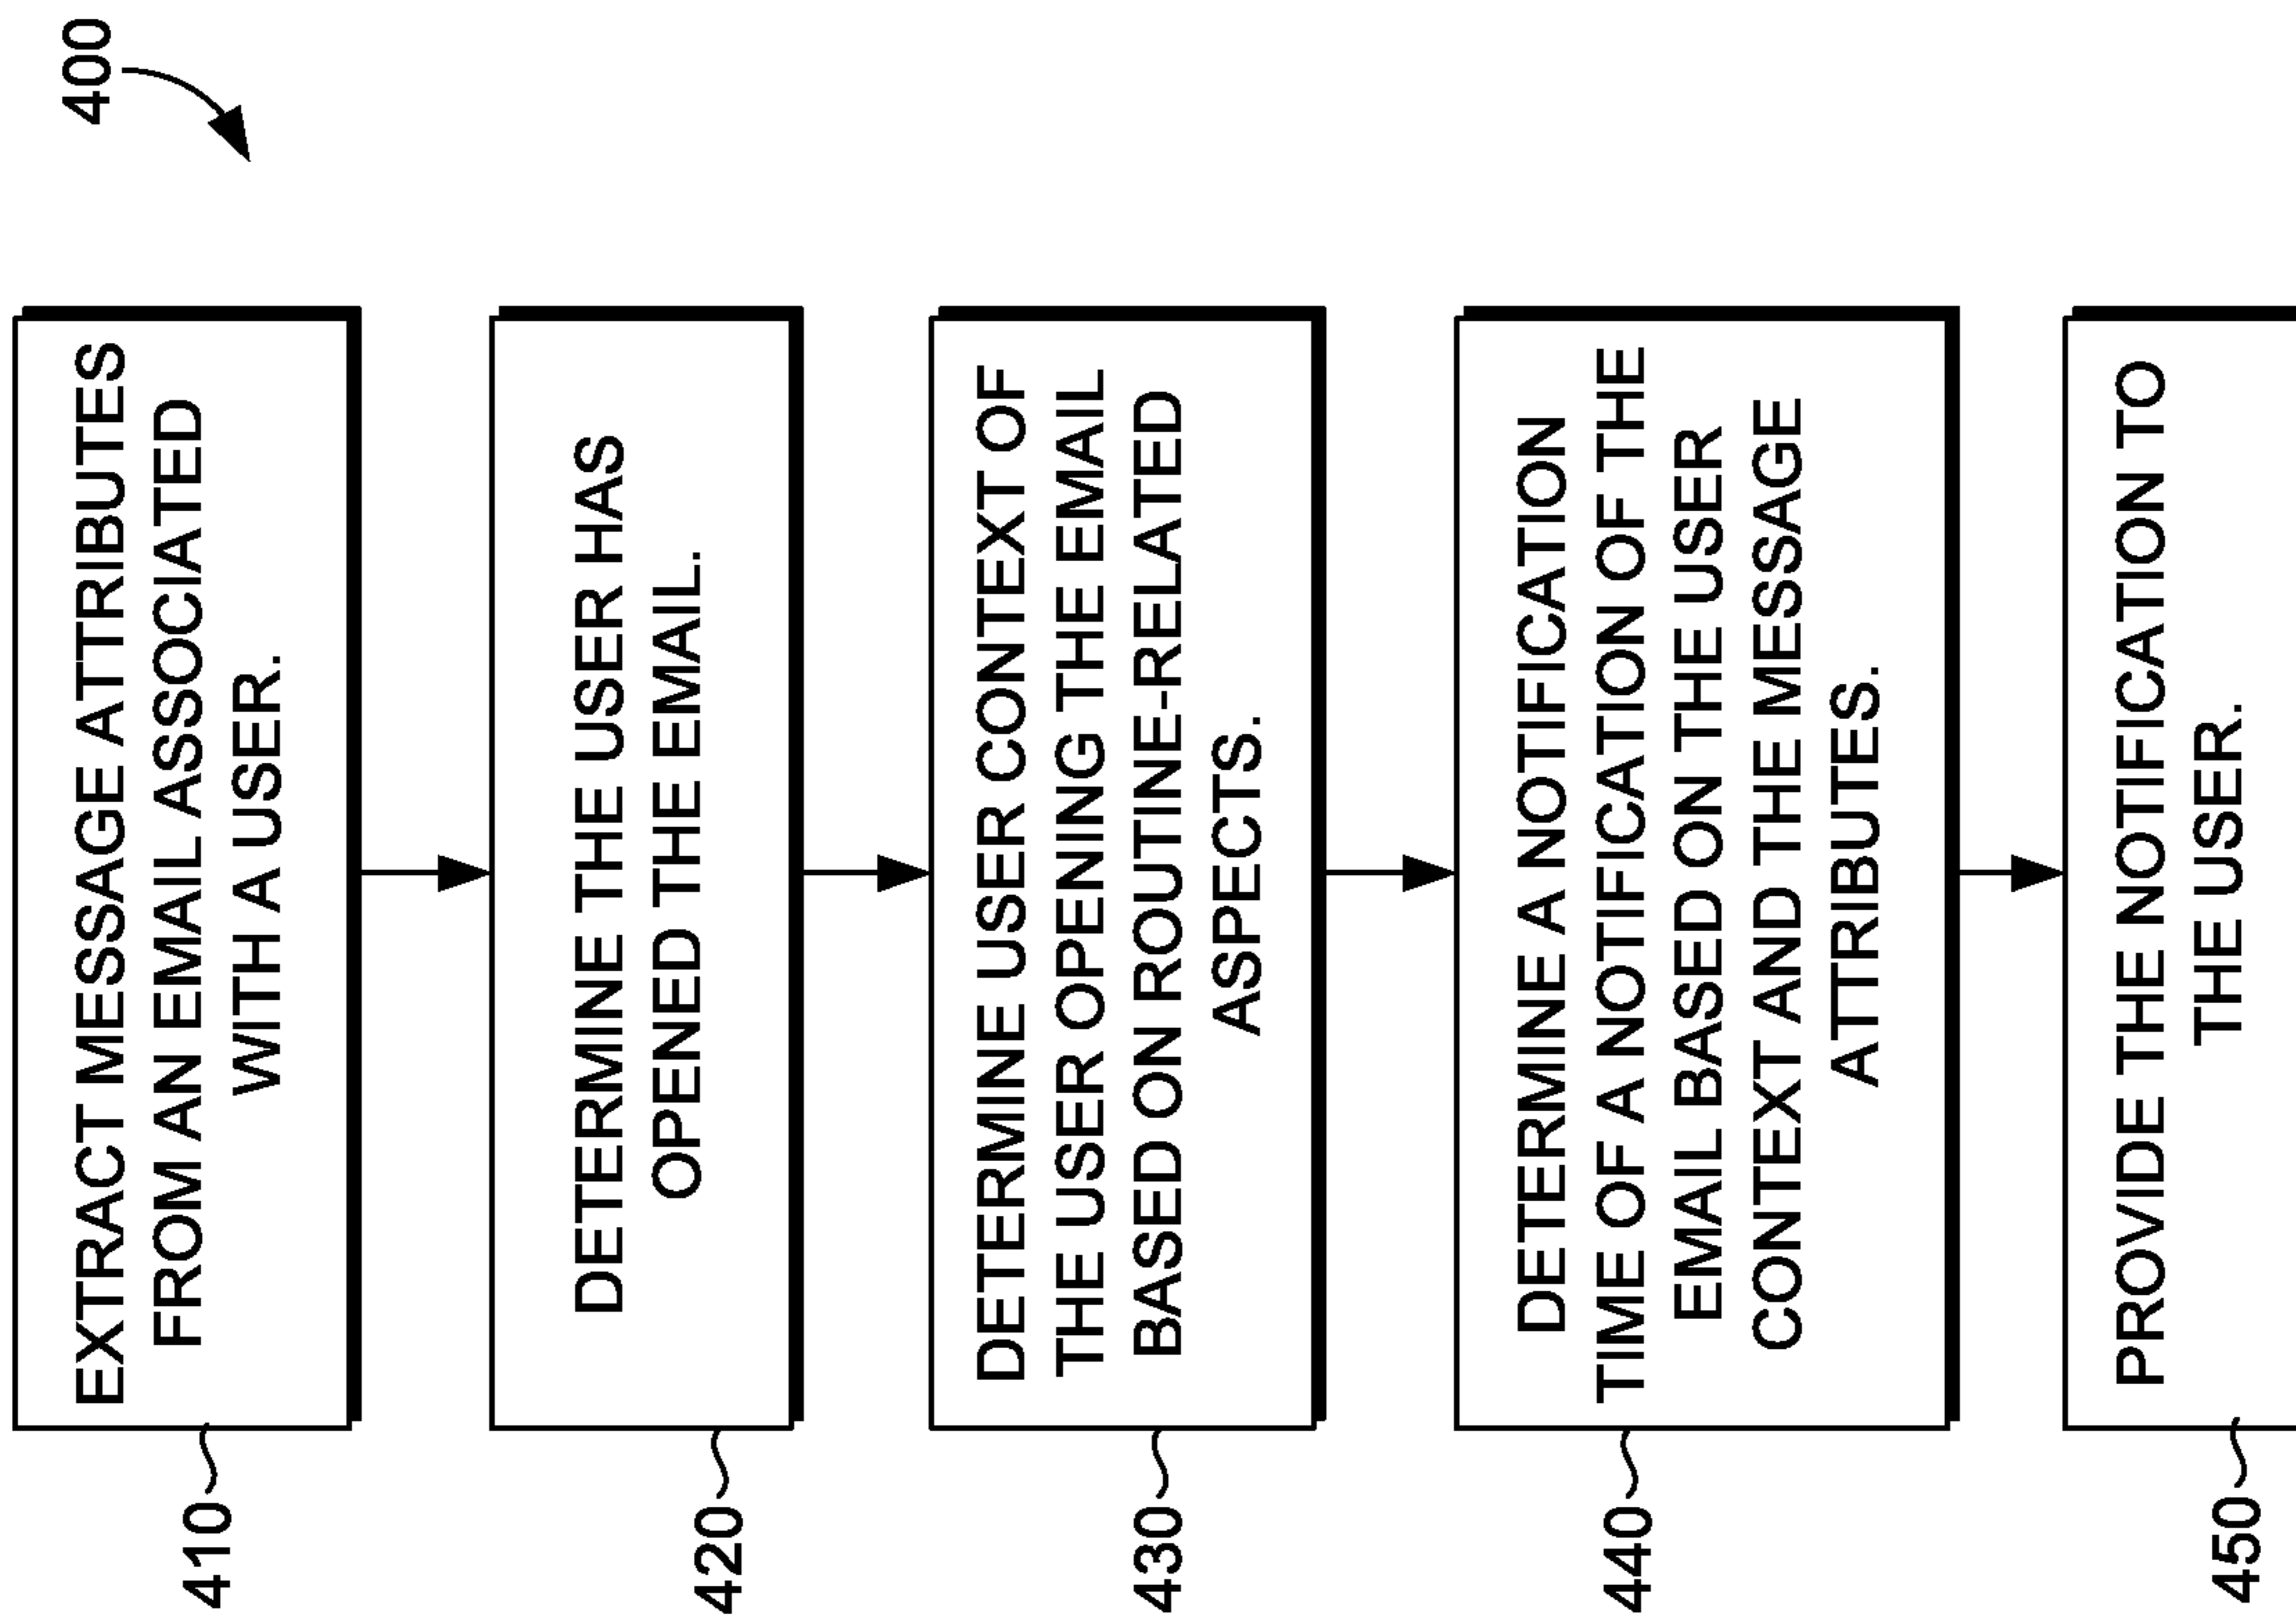 400
410
EXTRACT MESSAGE ATTRIBUTES
FROM AN EMAIL ASSOCIATED
WITH A USER.
420
DETERMINE THE USER HAS
OPENED THE EMAIL.
430
DETERMINE USER CONTEXT OF
THE USER OPENING THE EMAIL
BASED ON ROUTINE-RELATED
ASPECTS.
440
DETERMINE A NOTIFICATION
TIME OF A NOTIFICATION OF THE
EMAIL BASED ON THE USER
CONTEXT AND THE MESSAGE
ATTRIBUTES.
450
PROVIDE THE NOTIFICATION TO
THE USER.